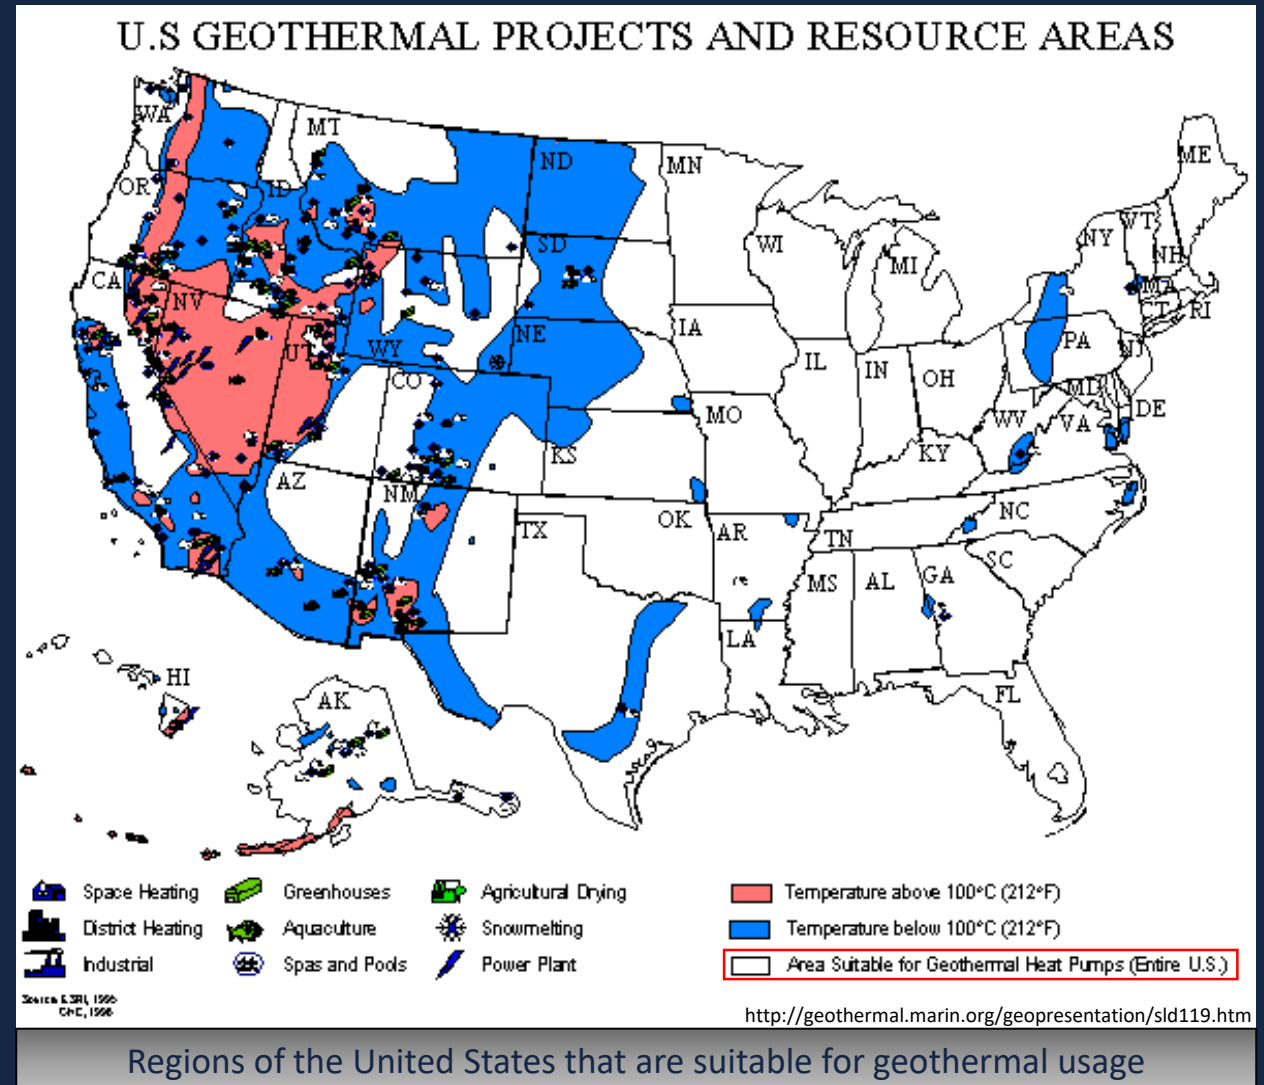 U.S GEOTHERMAL PROJECTS AND RESOURCE AREAS
WA
MT
ND
MN
ME
OR
ID
SD
WI
MI
NY
VT
NH
MA
CT
RI
CA
NV
UT
WY
NE
IA
IL
IN
OH
PA
NJ
CO
KS
MO
KY
WV
VA
MD
DE
AZ
NM
TX
OK
AR
TN
NC
SC
MS
AL
GA
LA
FL
HI
AK
Space Heating
Greenhouses
Agricultural Drying
Temperature above 100°C (212°F)
District Heating
Aquaculture
Snowmelting
Temperature below 100°C (212°F)
Industrial
Spas and Pools
Power Plant
Area Suitable for Geothermal Heat Pumps (Entire U.S.)
http://geothermal.marin.org/geopresentation/sld119.htm
Regions of the United States that are suitable for geothermal usage